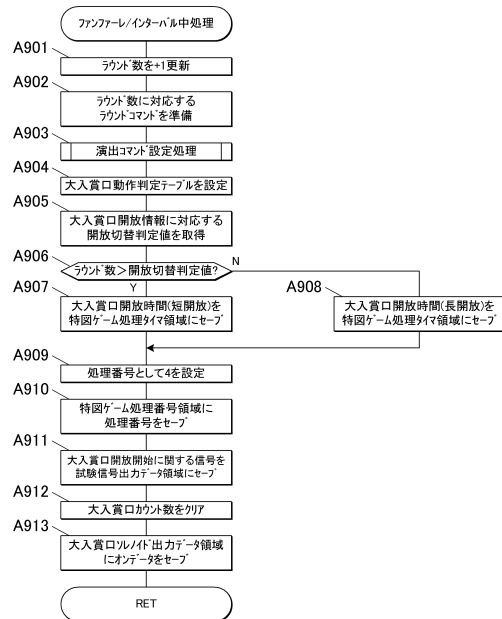 ファンファーレ/インターバル中処理
A901
ラウンド数を+1更新
A902
ラウンド数に対応する
ラウンドコマンドを準備
A903
演出コマンド設定処理
A904
大入賞口動作判定テーブルを設定
A905
大入賞口開放情報に対応する
開放切替判定値を取得
A906
ラウンド数＞開放切替判定値?
N
Y
A907
大入賞口開放時間(短開放)を
特図ゲーム処理タイマ領域にセーブ
A908
大入賞口開放時間(長開放)を
特図ゲーム処理タイマ領域にセーブ
A909
処理番号として4を設定
A910
特図ゲーム処理番号領域に
処理番号をセーブ
A911
大入賞口開放開始に関する信号を
試験信号出力データ領域にセーブ
A912
大入賞口カウント数をクリア
A913
大入賞口ソレノイド出力データ領域
にオンデータをセーブ
RET